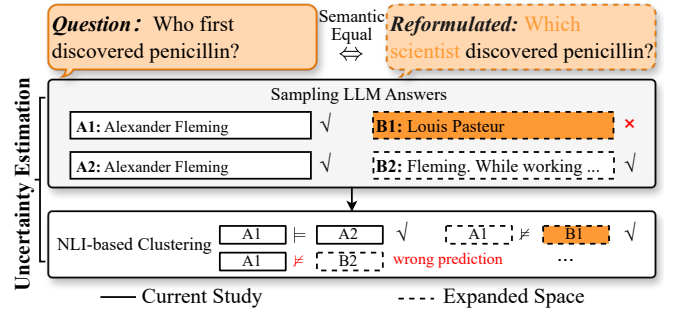 Question: Who first
discovered penicillin?
Semantic
Equal
⇔
Reformulated: Which
scientist discovered penicillin?
Uncertainty Estimation
Sampling LLM Answers
A1: Alexander Fleming √
B1: Louis Pasteur ×
A2: Alexander Fleming √
B2: Fleming. While working ... √
NLI-based Clustering
A1 ⊨ A2 √
A1 ⊭ B1 √
A1 ⊭ B2 wrong prediction ...
Current Study
Expanded Space